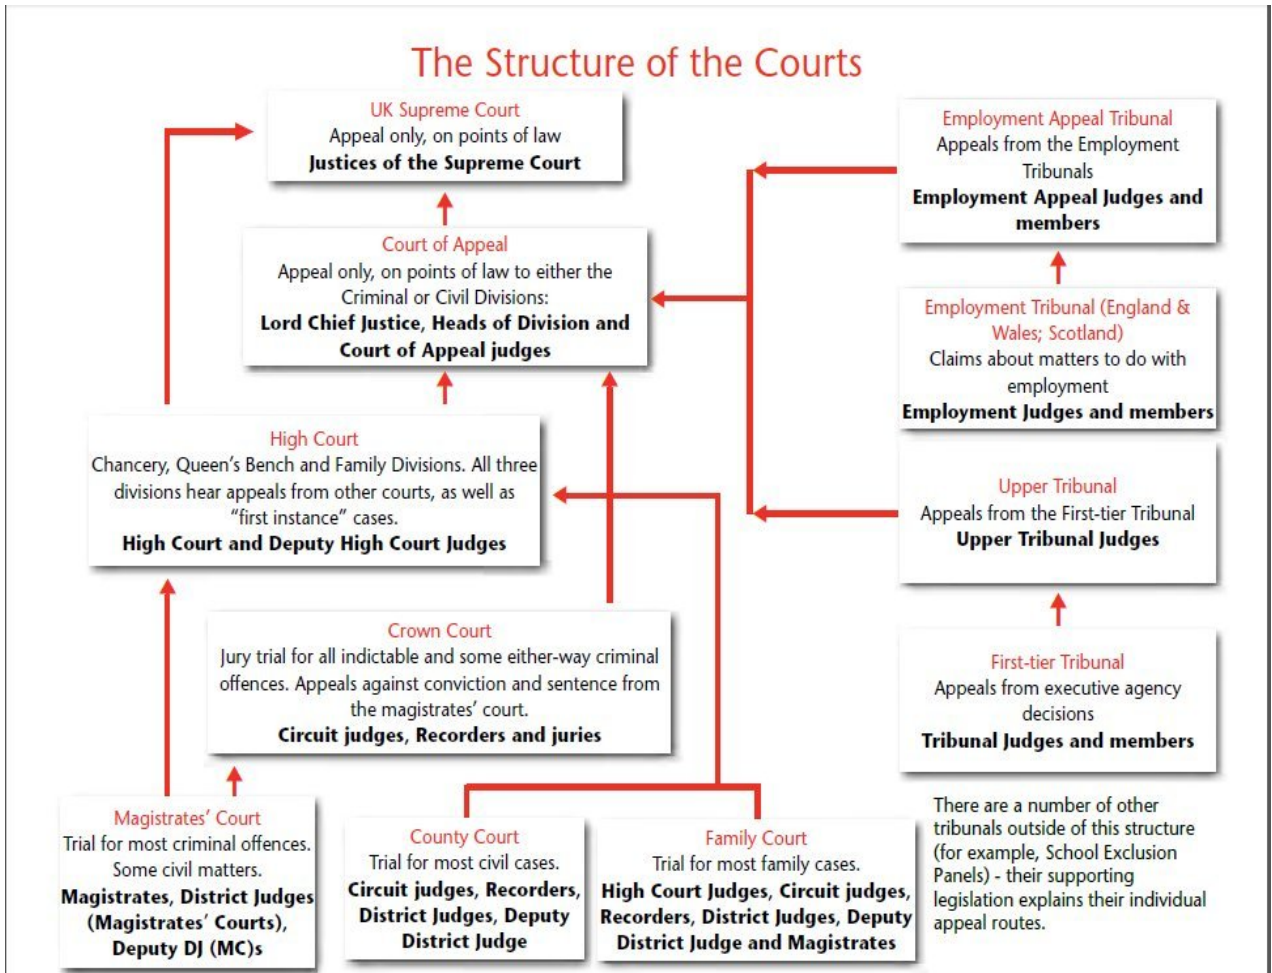 The Structure of the Courts
UK Supreme Court
Appeal only, on points of law
Justices of the Supreme Court
Court of Appeal
Appeal only, on points of law to either the
Criminal or Civil Divisions:
Lord Chief Justice, Heads of Division and
Court of Appeal judges
High Court
Chancery, Queen's Bench and Family Divisions. All three
divisions hear appeals from other courts, as well as
"first instance" cases.
High Court and Deputy High Court Judges
Crown Court
Jury trial for all indictable and some either-way criminal
offences. Appeals against conviction and sentence from
the magistrates' court.
Circuit judges, Recorders and juries
Magistrates' Court
Trial for most criminal offences.
Some civil matters.
Magistrates, District Judges
(Magistrates' Courts),
Deputy DJ (MC)s
County Court
Trial for most civil cases.
Circuit judges, Recorders,
District Judges, Deputy
District Judge
Family Court
Trial for most family cases.
High Court Judges, Circuit judges,
Recorders, District Judges, Deputy
District Judge and Magistrates
Employment Appeal Tribunal
Appeals from the Employment
Tribunals
Employment Appeal Judges and
members
Employment Tribunal (England &
Wales; Scotland)
Claims about matters to do with
employment
Employment Judges and members
Upper Tribunal
Appeals from the First-tier Tribunal
Upper Tribunal Judges
First-tier Tribunal
Appeals from executive agency
decisions
Tribunal Judges and members
There are a number of other
tribunals outside of this structure
(for example, School Exclusion
Panels) - their supporting
legislation explains their individual
appeal routes.